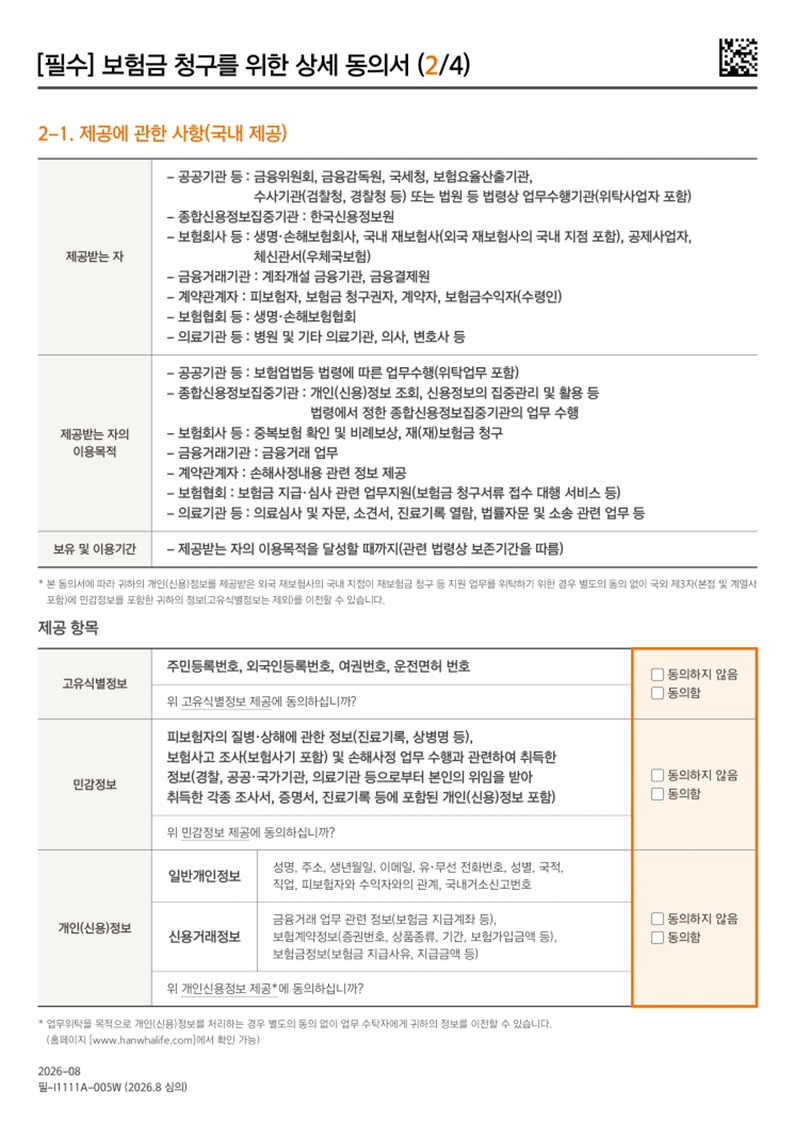 [필수] 보험금 청구를 위한 상세 동의서 (2/4)
2-1. 제공에 관한 사항(국내 제공)
제공받는 자
– 공공기관 등 : 금융위원회, 금융감독원, 국세청, 보험요율산출기관,
수사기관(검찰청, 경찰청 등) 또는 법원 등 법령상 업무수행기관(위탁사업자 포함)
– 종합신용정보집중기관 : 한국신용정보원
– 보험회사 등 : 생명·손해보험회사, 국내 재보험사(외국 재보험사의 국내 지점 포함), 공제사업자,
체신관서(우체국보험)
– 금융거래기관 : 계좌개설 금융기관, 금융결제원
– 계약관계자 : 피보험자, 보험금 청구권자, 계약자, 보험금수익자(수령인)
– 보험협회 등 : 생명·손해보험협회
– 의료기관 등 : 병원 및 기타 의료기관, 의사, 변호사 등
제공받는 자의
이용목적
– 공공기관 등 : 보험업법등 법령에 따른 업무수행(위탁업무 포함)
– 종합신용정보집중기관 : 개인(신용)정보 조회, 신용정보의 집중관리 및 활용 등
법령에서 정한 종합신용정보집중기관의 업무 수행
– 보험회사 등 : 중복보험 확인 및 비례보상, 재(재)보험금 청구
– 금융거래기관 : 금융거래 업무
– 계약관계자 : 손해사정내용 관련 정보 제공
– 보험협회 : 보험금 지급·심사 관련 업무지원(보험금 청구서류 접수 대행 서비스 등)
– 의료기관 등 : 의료심사 및 자문, 소견서, 진료기록 열람, 법률자문 및 소송 관련 업무 등
보유 및 이용기간
– 제공받는 자의 이용목적을 달성할 때까지(관련 법령상 보존기간을 따름)
* 본 동의서에 따라 귀하의 개인(신용)정보를 제공받은 외국 재보험사의 국내 지점이 재보험금 청구 등 지원 업무를 위탁하기 위한 경우 별도의 동의 없이 국외 제3자(본점 및 계열사
포함)에 민감정보를 포함한 귀하의 정보(고유식별정보는 제외)를 이전할 수 있습니다.
제공 항목
고유식별정보
주민등록번호, 외국인등록번호, 여권번호, 운전면허 번호
위 고유식별정보 제공에 동의하십니까?
동의하지 않음
동의함
민감정보
피보험자의 질병·상해에 관한 정보(진료기록, 상병명 등),
보험사고 조사(보험사기 포함) 및 손해사정 업무 수행과 관련하여 취득한
정보(경찰, 공공·국가기관, 의료기관 등으로부터 본인의 위임을 받아
취득한 각종 조사서, 증명서, 진료기록 등에 포함된 개인(신용)정보 포함)
위 민감정보 제공에 동의하십니까?
동의하지 않음
동의함
개인(신용)정보
일반개인정보
성명, 주소, 생년월일, 이메일, 유·무선 전화번호, 성별, 국적,
직업, 피보험자와 수익자와의 관계, 국내거소신고번호
신용거래정보
금융거래 업무 관련 정보(보험금 지급계좌 등),
보험계약정보(증권번호, 상품종류, 기간, 보험가입금액 등),
보험금정보(보험금 지급사유, 지급금액 등)
위 개인신용정보 제공*에 동의하십니까?
동의하지 않음
동의함
* 업무위탁을 목적으로 개인(신용)정보를 처리하는 경우 별도의 동의 없이 업무 수탁자에게 귀하의 정보를 이전할 수 있습니다.
(홈페이지 [www.hanwhalife.com]에서 확인 가능)
2026-08
필-I1111A-005W (2026.8 심의)